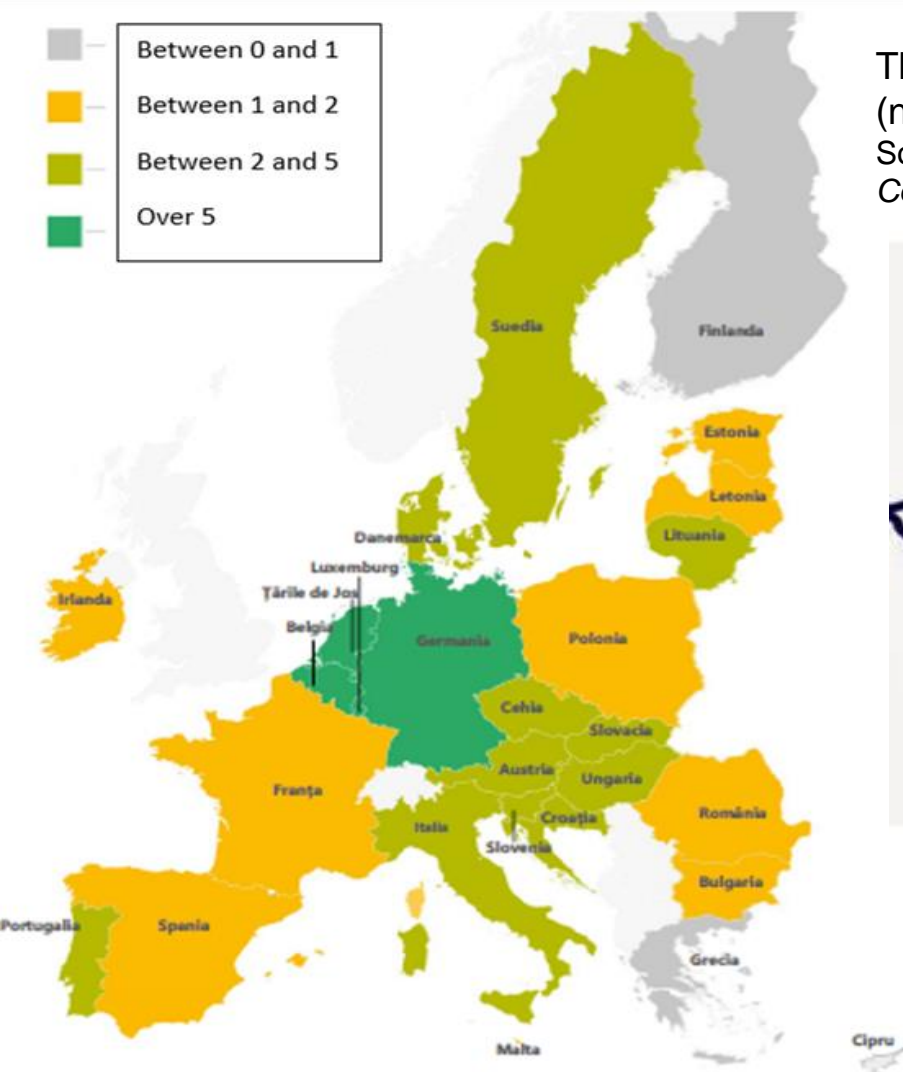 Between 0 and 1
Between 1 and 2
Between 2 and 5
Over 5
(n
Suedia
Finlanda
Estonia
Letonia
Lituania
Danemarca
Luxemburg
Țările de Jos
Belgia
Irlanda
Germania
Polonia
Cehia
Slovacia
Austria
Ungaria
Franța
Italia
Croația
Slovenia
România
Bulgaria
Portugalia
Spania
Grecia
Cipru
Malta